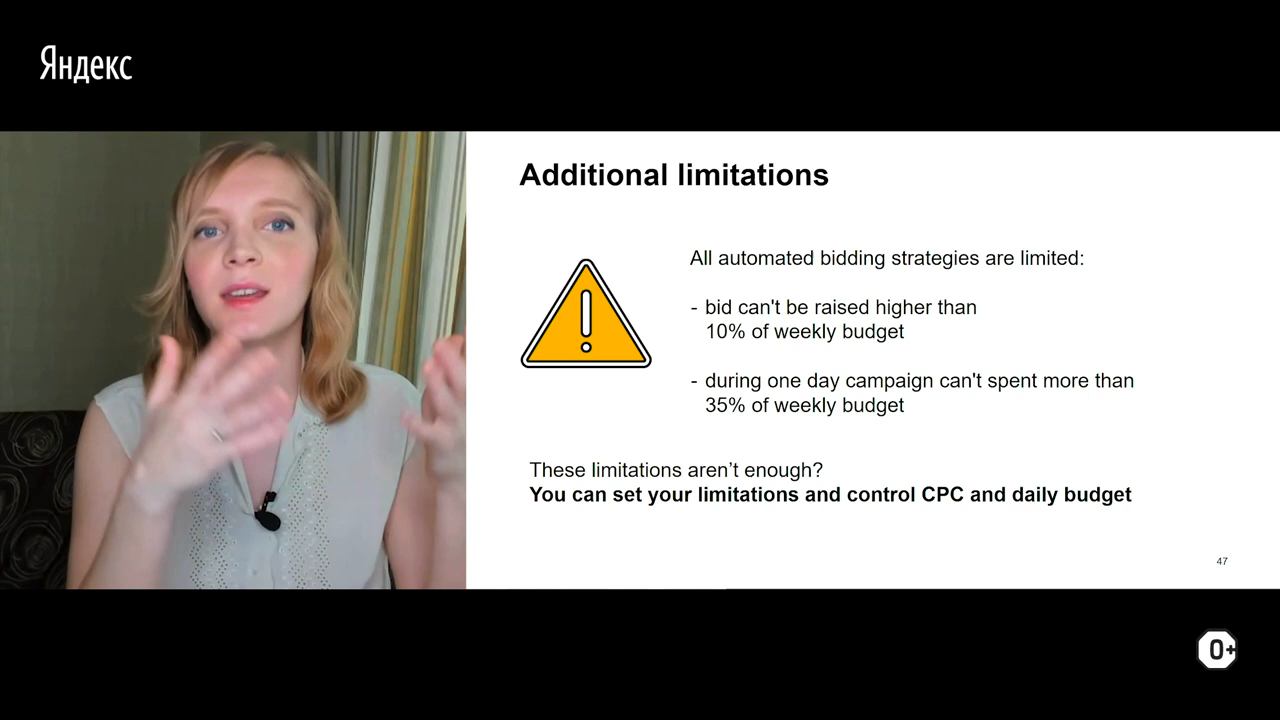 Яндекс
Additional limitations
All automated bidding strategies are limited:
- bid can't be raised higher than
10% of weekly budget
- during one day campaign can't spent more than
35% of weekly budget
These limitations aren’t enough?
You can set your limitations and control CPC and daily budget
47
0+